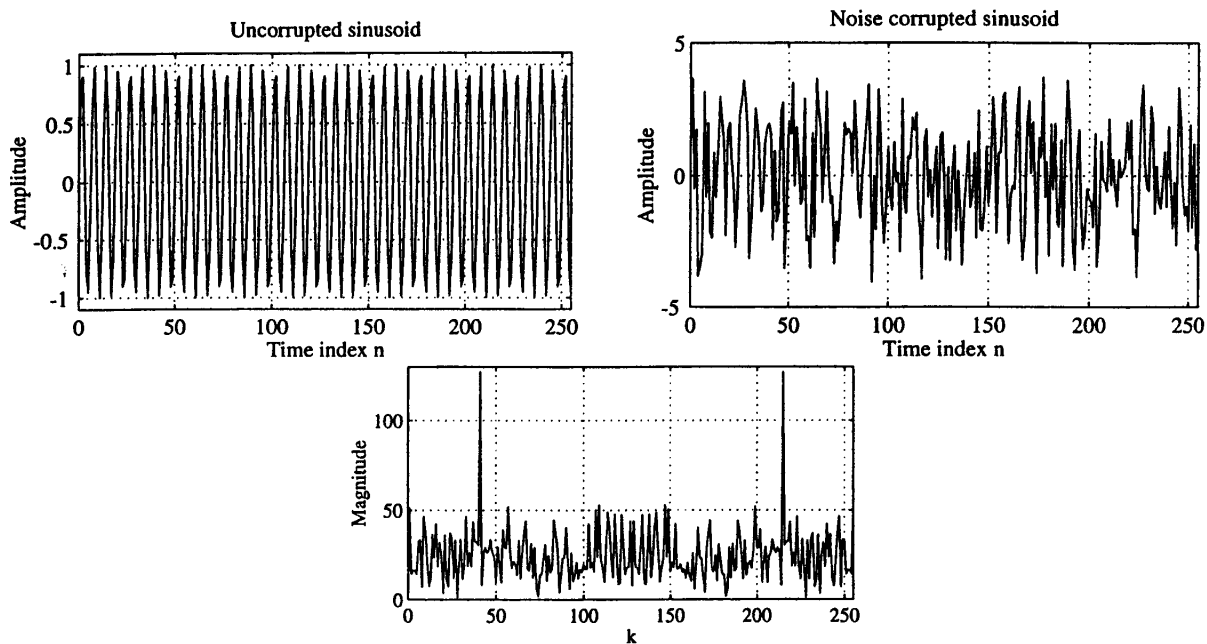 Uncorrupted sinusoid
Amplitude
1
0.5
0
-0.5
-1
0 50 100 150 200 250
Time index n
Noise corrupted sinusoid
Amplitude
5
0
-5
0 50 100 150 200 250
Time index n
Magnitude
100
50
0
0 50 100 150 200 250
k